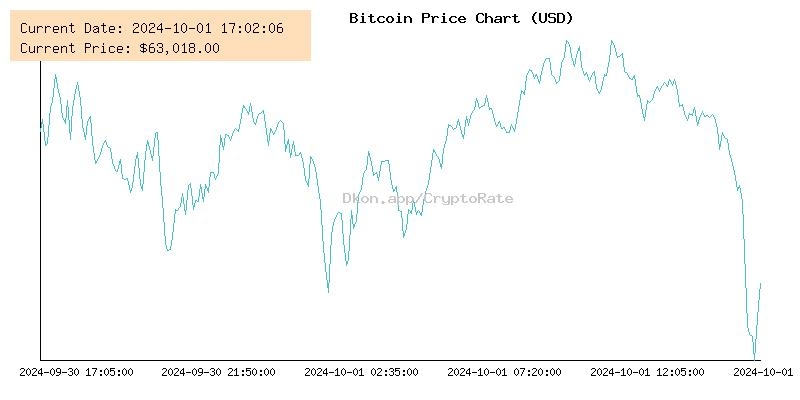 Bitcoin Price Chart (USD)
Current Date: 2024-10-01 17:02:06
Current Price: $63,018.00
Dkon.app/CryptoRate
2024-09-30 17:05:00 2024-09-30 21:50:00 2024-10-01 02:35:00 2024-10-01 07:20:00 2024-10-01 12:05:00 2024-10-01